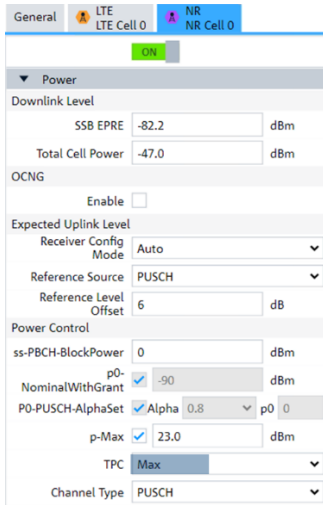 General
LTE
LTE Cell 0
NR
NR Cell 0
ON
Power
Downlink Level
SSB EPRE -82.2 dBm
Total Cell Power -47.0 dBm
OCNG
Enable
Expected Uplink Level
Receiver Config
Mode Auto
Reference Source PUSCH
Reference Level
Offset 6 dB
Power Control
ss-PBCH-BlockPower 0 dBm
p0-
NominalWithGrant -90 dBm
P0-PUSCH-AlphaSet Alpha 0.8 p0 0
p-Max 23.0 dBm
TPC Max
Channel Type PUSCH